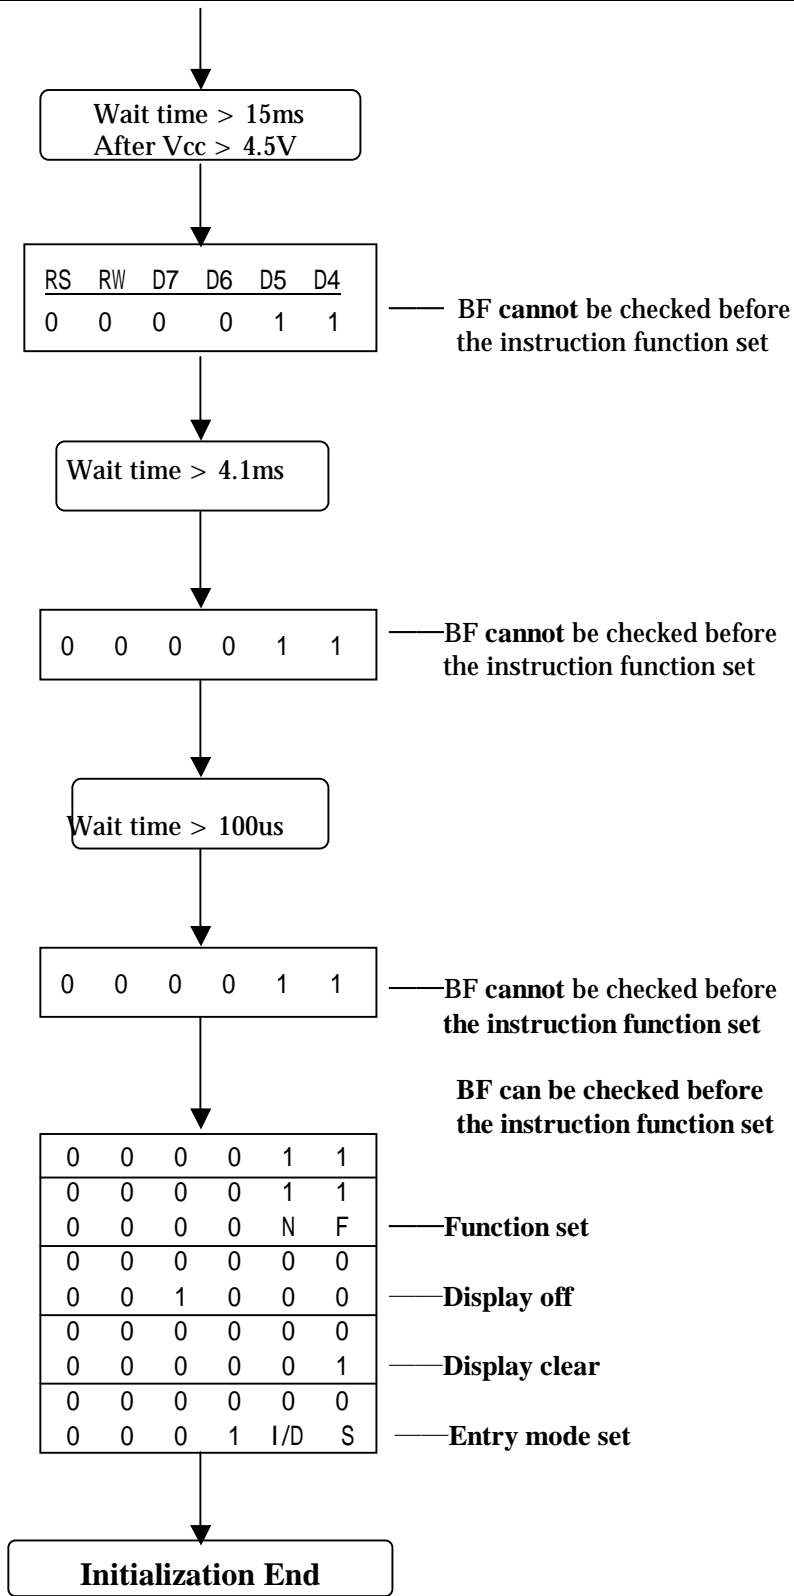 Wait time > 15ms
After Vcc > 4.5V
RS RW D7 D6 D5 D4
0 0 0 0 1 1
BF cannot be checked before
the instruction function set
Wait time > 4.1ms
0 0 0 0 1 1
BF cannot be checked before
the instruction function set
Wait time > 100us
0 0 0 0 1 1
BF cannot be checked before
the instruction function set
BF can be checked before
the instruction function set
0 0 0 0 1 1
0 0 0 0 1 1
0 0 0 0 N F
Function set
0 0 0 0 0 0
0 0 1 0 0 0
Display off
0 0 0 0 0 0
0 0 0 0 0 1
Display clear
0 0 0 0 0 0
0 0 0 1 I/D S
Entry mode set
Initialization End